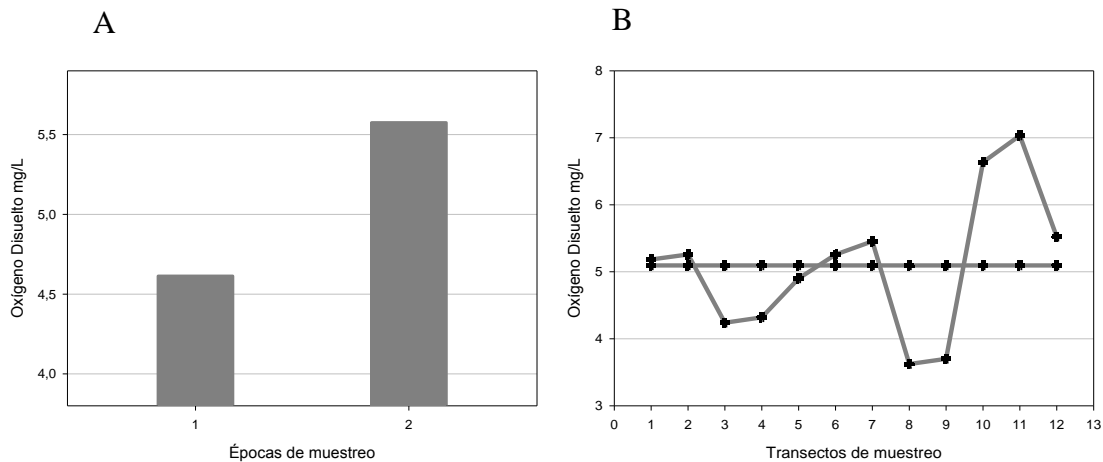 A
B
Oxígeno Disuelto mg/L
5,5
5,0
4,5
4,0
1
2
Épocas de muestreo
Oxígeno Disuelto mg/L
8
7
6
5
4
3
0 1 2 3 4 5 6 7 8 9 10 11 12 13
Transectos de muestreo